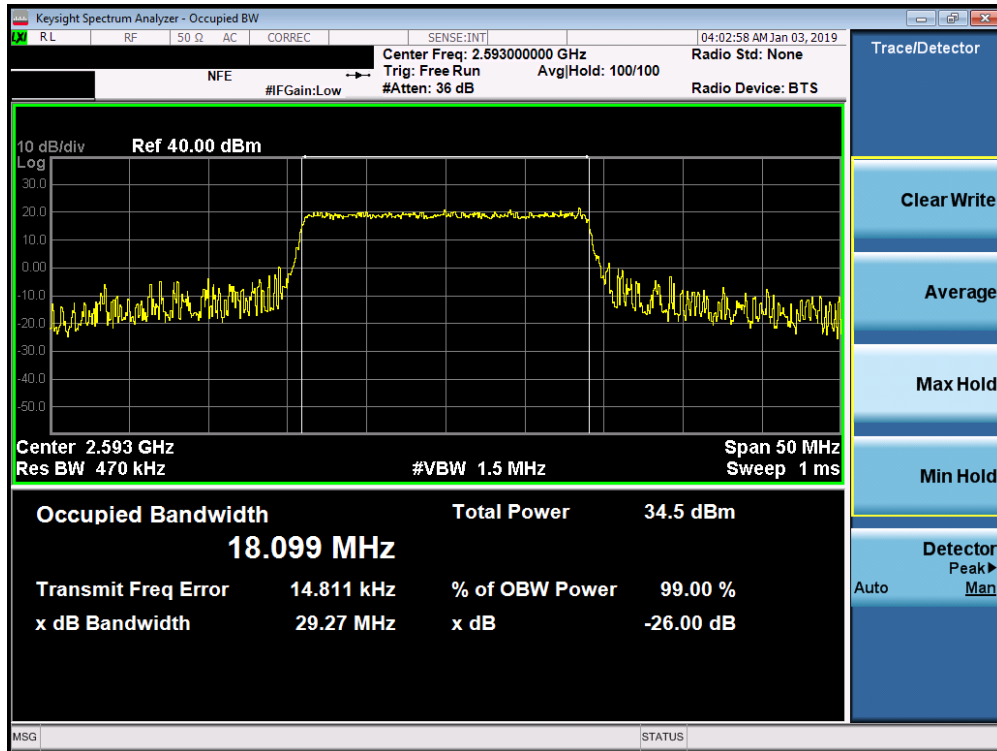 Keysight Spectrum Analyzer - Occupied BW
LXI RL RF 50 Ω AC CORREC SENSE:INT 04:02:58 AM Jan 03, 2019
Center Freq: 2.593000000 GHz Radio Std: None
NFE Trig: Free Run Avg|Hold: 100/100
#IFGain:Low #Atten: 36 dB Radio Device: BTS
Trace/Detector
10 dB/div Ref 40.00 dBm
Log
30.0
20.0
10.0
0.00
-10.0
-20.0
-30.0
-40.0
-50.0
Center 2.593 GHz Span 50 MHz
Res BW 470 kHz #VBW 1.5 MHz Sweep 1 ms
Clear Write
Average
Max Hold
Min Hold
Detector
Peak▶
Auto Man
Occupied Bandwidth Total Power 34.5 dBm
18.099 MHz
Transmit Freq Error 14.811 kHz % of OBW Power 99.00 %
x dB Bandwidth 29.27 MHz x dB -26.00 dB
MSG STATUS